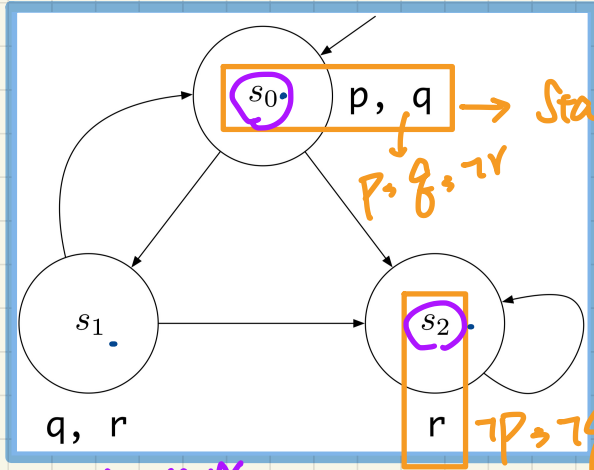 s0 p, q → Sta
p, q, ¬r
s1
s2
q, r
r ¬p, ¬q